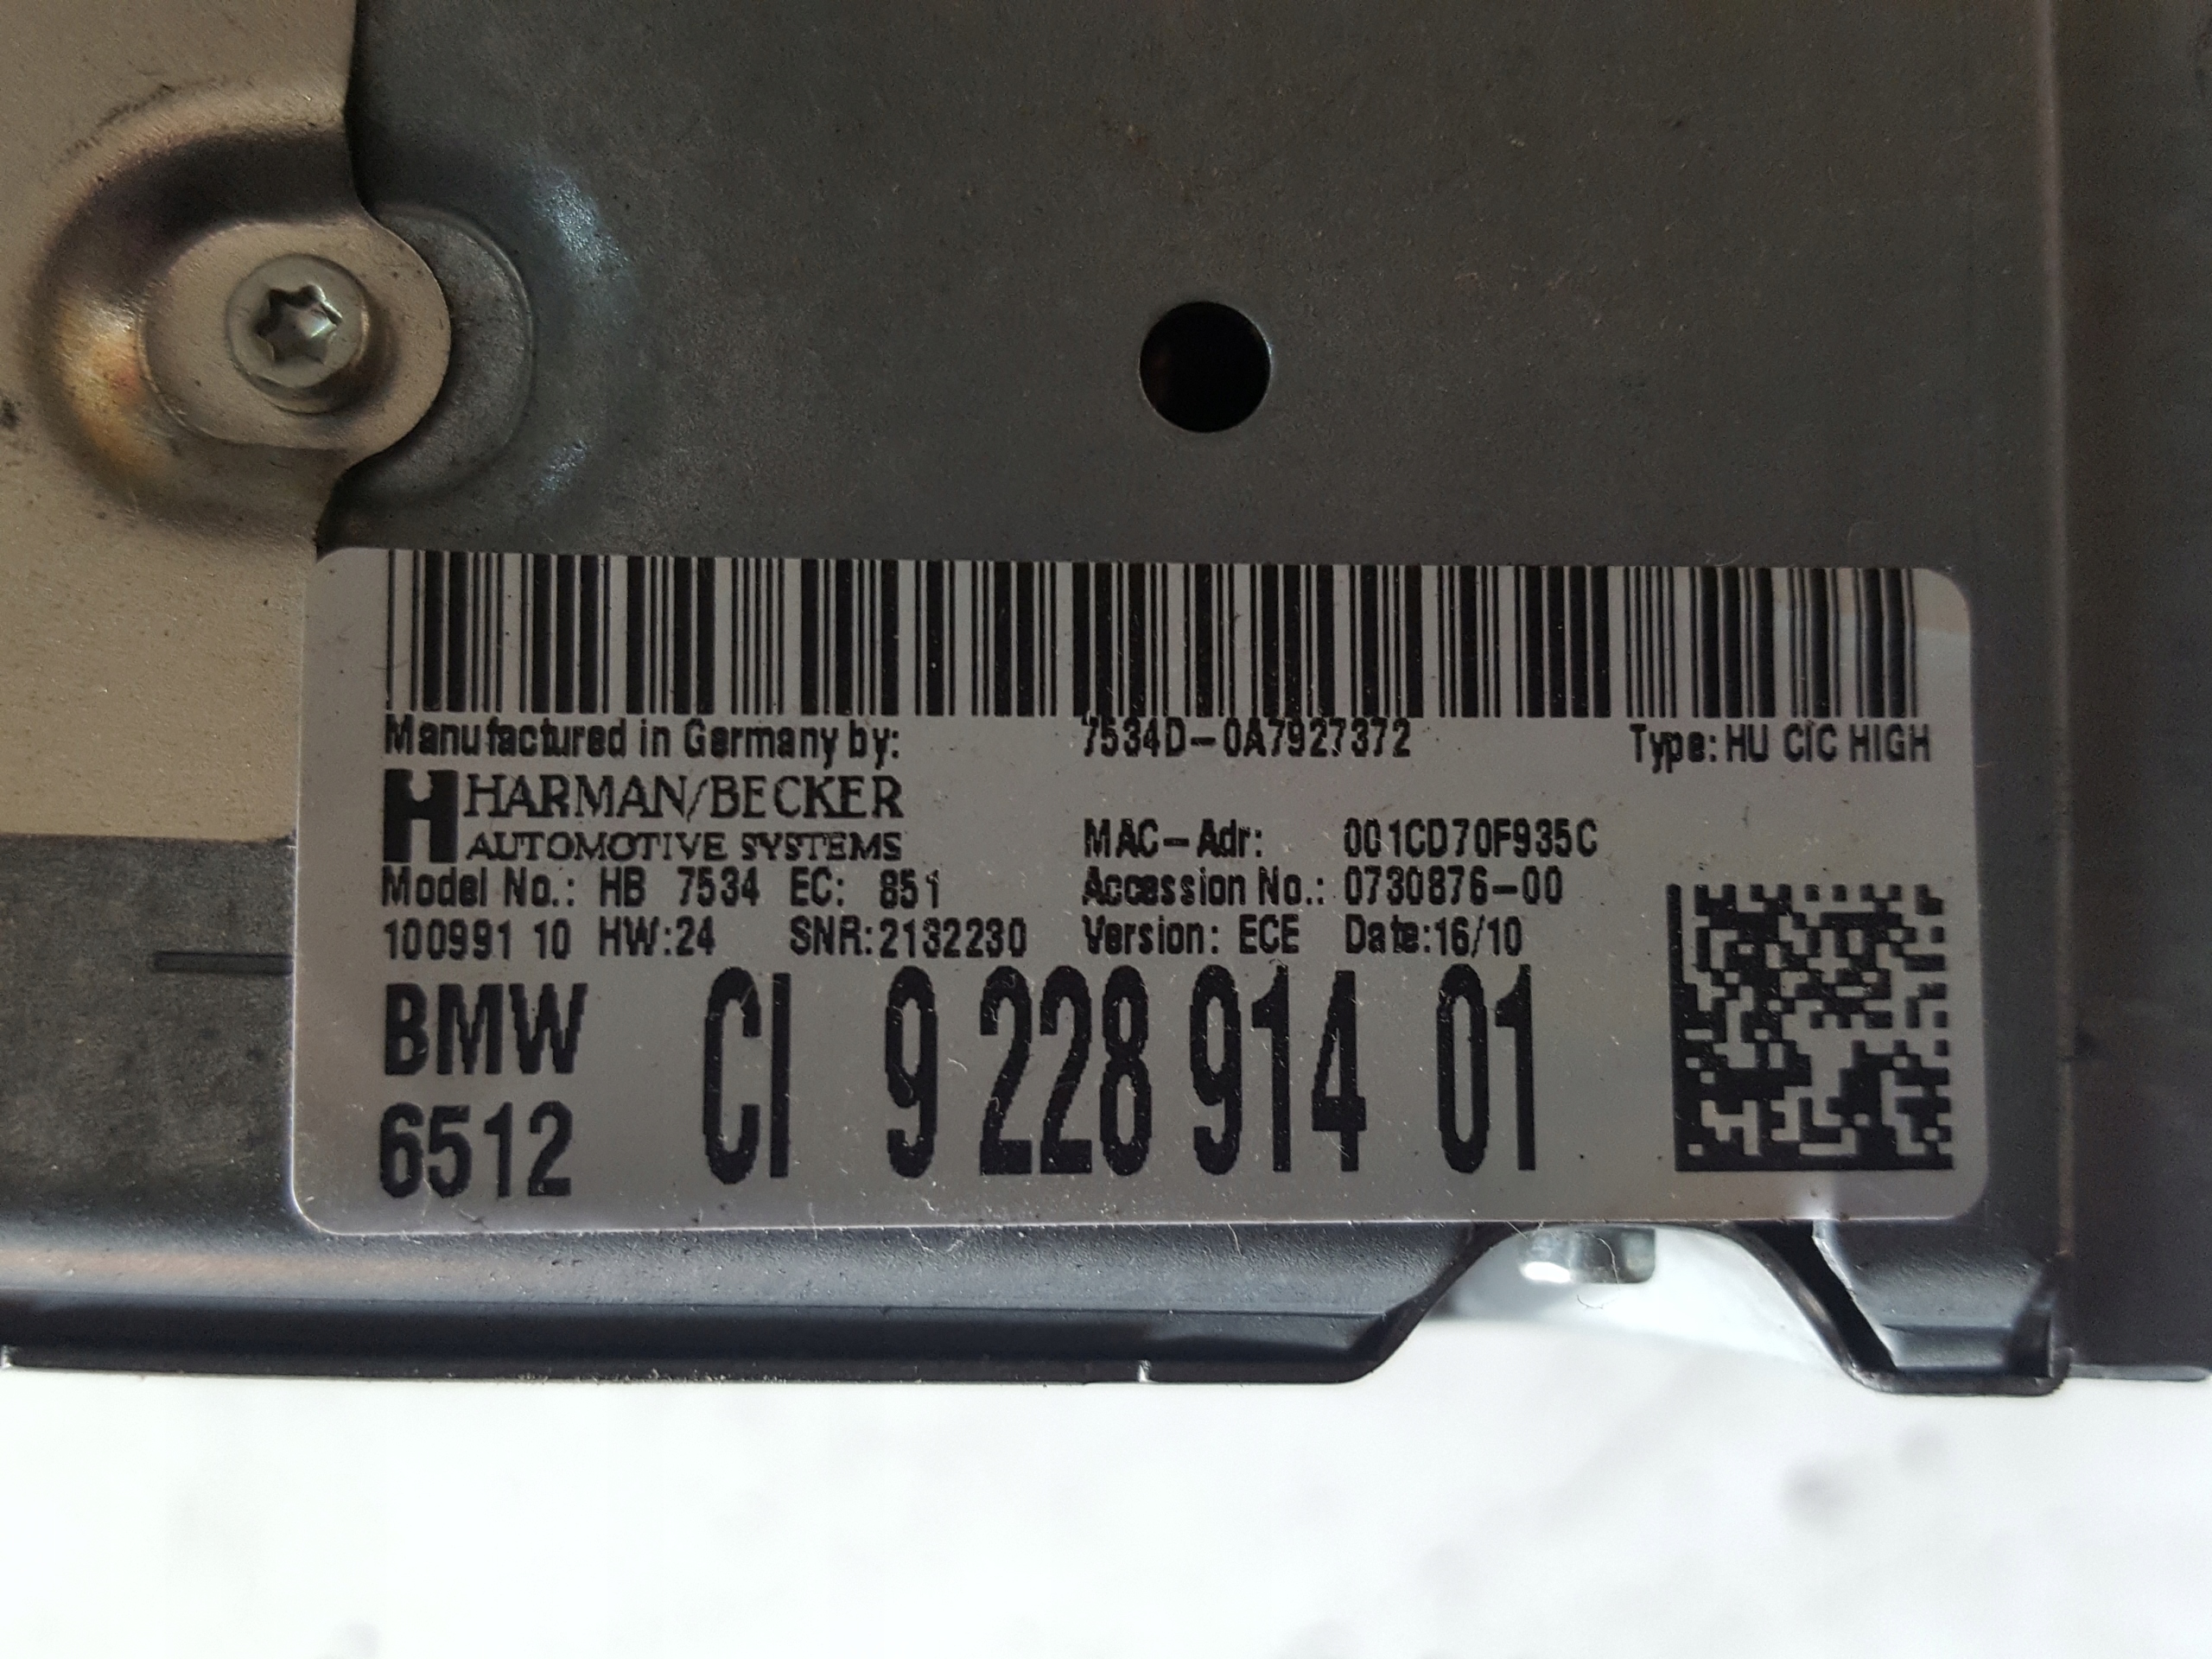 Manufactured in Germany by: 7534D-0A7927372 Type: HU CIC HIGH
HARMAN/BECKER
AUTOMOTIVE SYSTEMS
MAC-Adr: 001CD70F935C
Model No.: HB 7534 EC: 851 Accession No.: 0730876-00
100991 10 HW:24 SNR:2132230 Version: ECE Date:16/10
BMW CI 9 228 914 01
6512